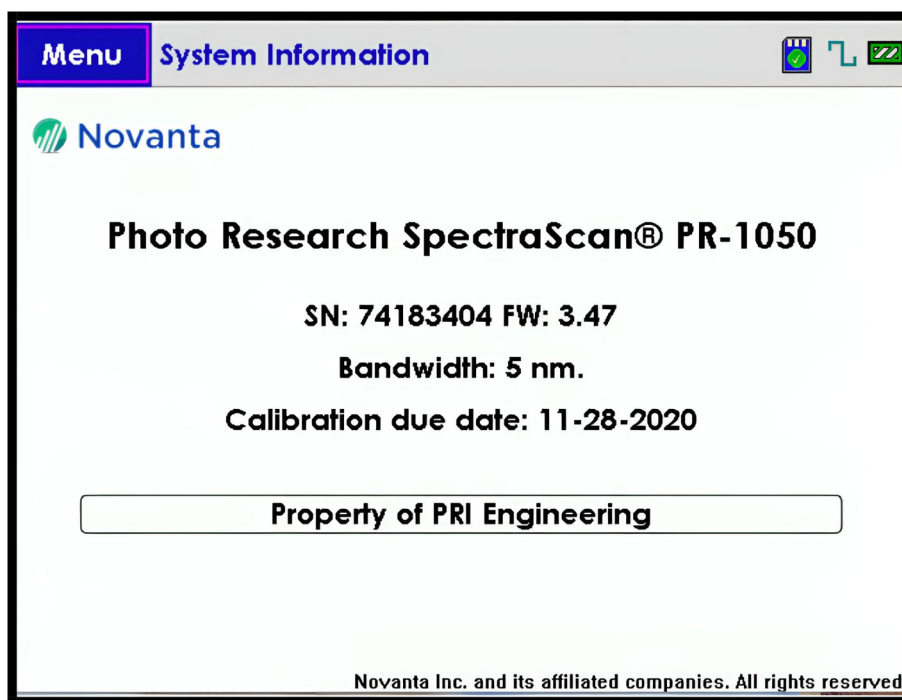 Menu System Information
Novanta
Photo Research SpectraScan® PR-1050
SN: 74183404 FW: 3.47
Bandwidth: 5 nm.
Calibration due date: 11-28-2020
Property of PRI Engineering
Novanta Inc. and its affiliated companies. All rights reserved